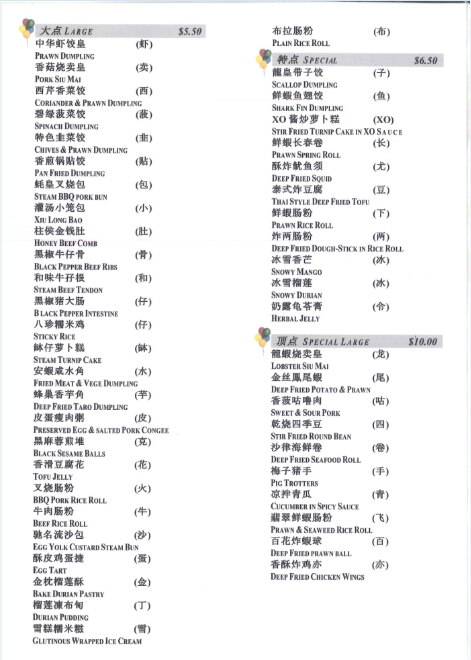 大点 LARGE $5.50
中华虾饺皇 (虾)
PRAWN DUMPLING
香菇烧卖皇 (卖)
PORK SIU MAI
西芹香菜饺 (西)
CORIANDER & PRAWN DUMPLING
碧绿菠菜饺 (菠)
SPINACH DUMPLING
特色韭菜饺 (韭)
CHIVES & PRAWN DUMPLING
香煎锅贴饺 (贴)
PAN FRIED DUMPLING
蚝皇叉烧包 (包)
STEAM BBQ PORK BUN
灌汤小笼包 (小)
XIU LONG BAO
柱侯金钱肚 (肚)
HONEY BEEF COMB
黑椒牛仔骨 (骨)
BLACK PEPPER BEEF RIBS
和味牛孖根 (和)
STEAM BEEF TENDON
黑椒猪大肠 (仔)
BLACK PEPPER INTESTINE
八珍糯米鸡 (仔)
STICKY RICE
缽仔萝卜糕 (缽)
STEAM TURNIP CAKE
安蝦咸水角 (水)
FRIED MEAT & VEGE DUMPLING
蜂巢香芋角 (芋)
DEEP FRIED TARO DUMPLING
皮蛋瘦肉粥 (皮)
PRESERVED EGG & SALTED PORK CONGEE
黑麻蓉煎堆 (克)
BLACK SESAME BALLS
香滑豆腐花 (花)
TOFU JELLY
叉烧肠粉 (火)
BBQ PORK RICE ROLL
牛肉肠粉 (牛)
BEEF RICE ROLL
驰名流沙包 (沙)
EGG YOLK CUSTARD STEAM BUN
酥皮鸡蛋挞 (蛋)
EGG TART
金枕榴莲酥 (金)
BAKE DURIAN PASTRY
榴莲凍布甸 (丁)
DURIAN PUDDING
雪糕糯米糍 (雪)
GLUTINOUS WRAPPED ICE CREAM
布拉肠粉 (布)
PLAIN RICE ROLL
特点 SPECIAL $6.50
龍皇带子饺 (子)
SCALLOP DUMPLING
鲜蝦鱼翅饺 (鱼)
SHARK FIN DUMPLING
XO 酱炒萝卜糕 (XO)
STIR FRIED TURNIP CAKE IN XO SAUCE
鲜蝦长春卷 (长)
PRAWN SPRING ROLL
酥炸鱿鱼须 (尤)
DEEP FRIED SQUID
泰式炸豆腐 (豆)
THAI STYLE DEEP FRIED TOFU
鲜蝦肠粉 (下)
PRAWN RICE ROLL
炸两肠粉 (两)
DEEP FRIED DOUGH-STICK IN RICE ROLL
冰雪香芒 (冰)
SNOWY MANGO
冰雪榴莲 (冰)
SNOWY DURIAN
奶露龟苓膏 (令)
HERBAL JELLY
顶点 SPECIAL LARGE $10.00
龍蝦烧卖皇 (龙)
LOBSTER SIU MAI
金丝鳳尾蝦 (尾)
DEEP FRIED POTATO & PRAWN
香菠咕噜肉 (咕)
SWEET & SOUR PORK
乾烧四季豆 (四)
STIR FRIED ROUND BEAN
沙律海鲜卷 (卷)
DEEP FRIED SEAFOOD ROLL
梅子猪手 (手)
PIG TROTTERS
凉拌青瓜 (青)
CUCUMBER IN SPICY SAUCE
翡翠鲜蝦肠粉 (飞)
PRAWN & SEAWEED RICE ROLL
百花炸蝦球 (百)
DEEP FRIED PRAWN BALL
香酥炸鸡亦 (亦)
DEEP FRIED CHICKEN WINGS